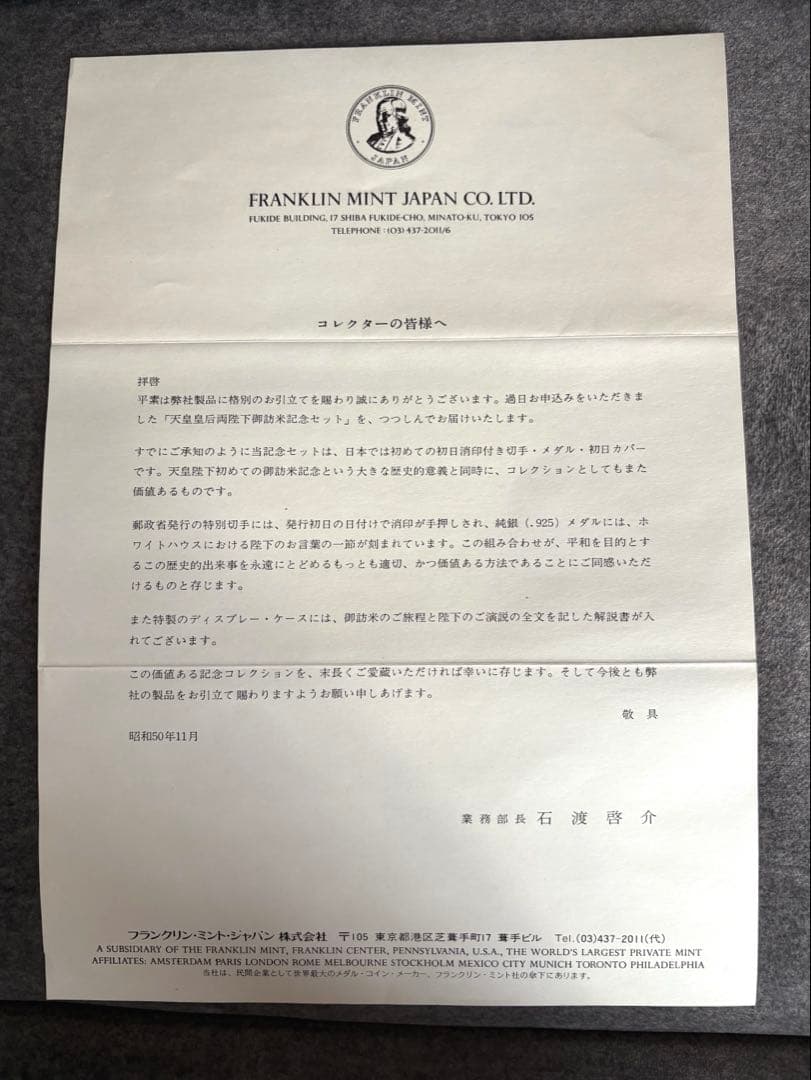 FRANKLIN MINT
JAPAN
FRANKLIN MINT JAPAN CO. LTD.
FUKIDE BUILDING, 17 SHIBA FUKIDE-CHO, MINATO-KU, TOKYO 105
TELEPHONE : (03) 437-2011/6
コレクターの皆様へ
拝啓
平素は弊社製品に格別のお引立てを賜わり誠にありがとうございます。過日お申込みをいただきま
した「天皇皇后両陛下御訪米記念セット」を、つつしんでお届けいたします。
すでにご承知のように当記念セットは、日本では初めての初日消印付き切手・メダル・初日カバー
です。天皇陛下初めての御訪米記念という大きな歴史的意義と同時に、コレクションとしてもまた
価値あるものです。
郵政省発行の特別切手には、発行初日の日付けで消印が手押しされ、純銀（.925）メダルには、ホ
ワイトハウスにおける陛下のお言葉の一節が刻まれています。この組み合わせが、平和を目的とす
るこの歴史的出来事を永遠にとどめるもっとも適切、かつ価値ある方法であることにご同感いただ
けるものと存じます。
また特製のディスプレー・ケースには、御訪米のご旅程と陛下のご演説の全文を記した解説書が入
れてございます。
この価値ある記念コレクションを、末長くご愛蔵いただければ幸いに存じます。そして今後とも弊
社の製品をお引立て賜わりますようお願い申しあげます。
敬具
昭和50年11月
業務部長 石渡啓介
フランクリン・ミント・ジャパン 株式会社 〒105 東京都港区芝葺手町17 葺手ビル Tel.(03)437-2011(代)
A SUBSIDIARY OF THE FRANKLIN MINT, FRANKLIN CENTER, PENNSYLVANIA, U.S.A., THE WORLD'S LARGEST PRIVATE MINT
AFFILIATES: AMSTERDAM PARIS LONDON ROME MELBOURNE STOCKHOLM MEXICO CITY MUNICH TORONTO PHILADELPHIA
当社は、民間企業として世界最大のメダル・コイン・メーカー、フランクリン・ミント社の傘下にあります。